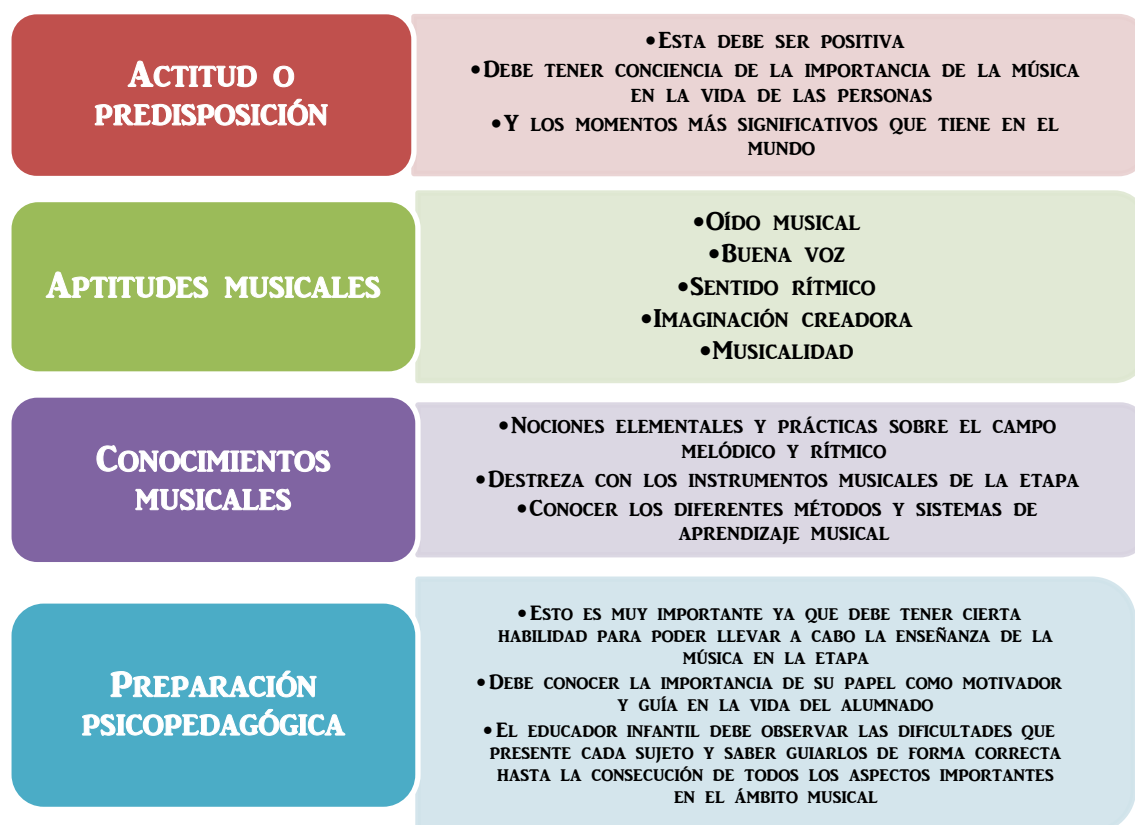 Actitud o
predisposición
•Esta debe ser positiva
•Debe tener conciencia de la importancia de la música
en la vida de las personas
•Y los momentos más significativos que tiene en el
mundo
Aptitudes musicales
•Oído musical
•Buena voz
•Sentido rítmico
•Imaginación creadora
•Musicalidad
Conocimientos
musicales
•Nociones elementales y prácticas sobre el campo
melódico y rítmico
•Destreza con los instrumentos musicales de la etapa
•Conocer los diferentes métodos y sistemas de
aprendizaje musical
Preparación
psicopedagógica
•Esto es muy importante ya que debe tener cierta
habilidad para poder llevar a cabo la enseñanza de la
música en la etapa
•Debe conocer la importancia de su papel como motivador
y guía en la vida del alumnado
•El educador infantil debe observar las dificultades que
presente cada sujeto y saber guiarlos de forma correcta
hasta la consecución de todos los aspectos importantes
en el ámbito musical